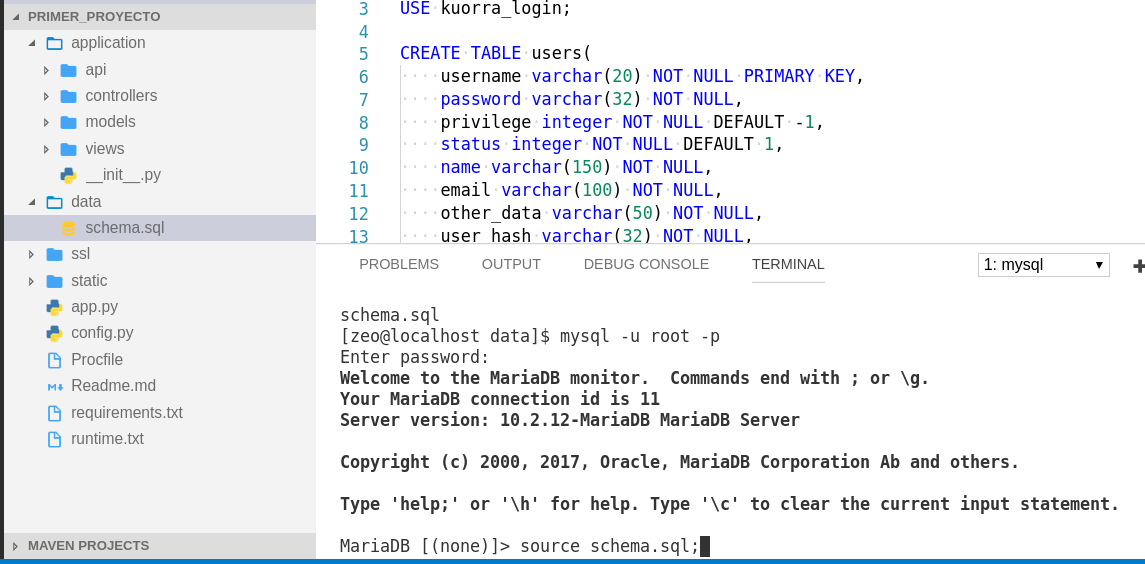 PRIMER_PROYECTO
application
api
controllers
models
views
__init__.py
data
schema.sql
ssl
static
app.py
config.py
Procfile
Readme.md
requirements.txt
runtime.txt
MAVEN PROJECTS
3 USE kuorra_login;
4
5 CREATE TABLE users(
6 username varchar(20) NOT NULL PRIMARY KEY,
7 password varchar(32) NOT NULL,
8 privilege integer NOT NULL DEFAULT -1,
9 status integer NOT NULL DEFAULT 1,
10 name varchar(150) NOT NULL,
11 email varchar(100) NOT NULL,
12 other_data varchar(50) NOT NULL,
13 user_hash varchar(32) NOT NULL,
PROBLEMS OUTPUT DEBUG CONSOLE TERMINAL 1: mysql
schema.sql
[zeo@localhost data]$ mysql -u root -p
Enter password:
Welcome to the MariaDB monitor.  Commands end with ; or \g.
Your MariaDB connection id is 11
Server version: 10.2.12-MariaDB MariaDB Server
Copyright (c) 2000, 2017, Oracle, MariaDB Corporation Ab and others.
Type 'help;' or '\h' for help. Type '\c' to clear the current input statement.
MariaDB [(none)]> source schema.sql;